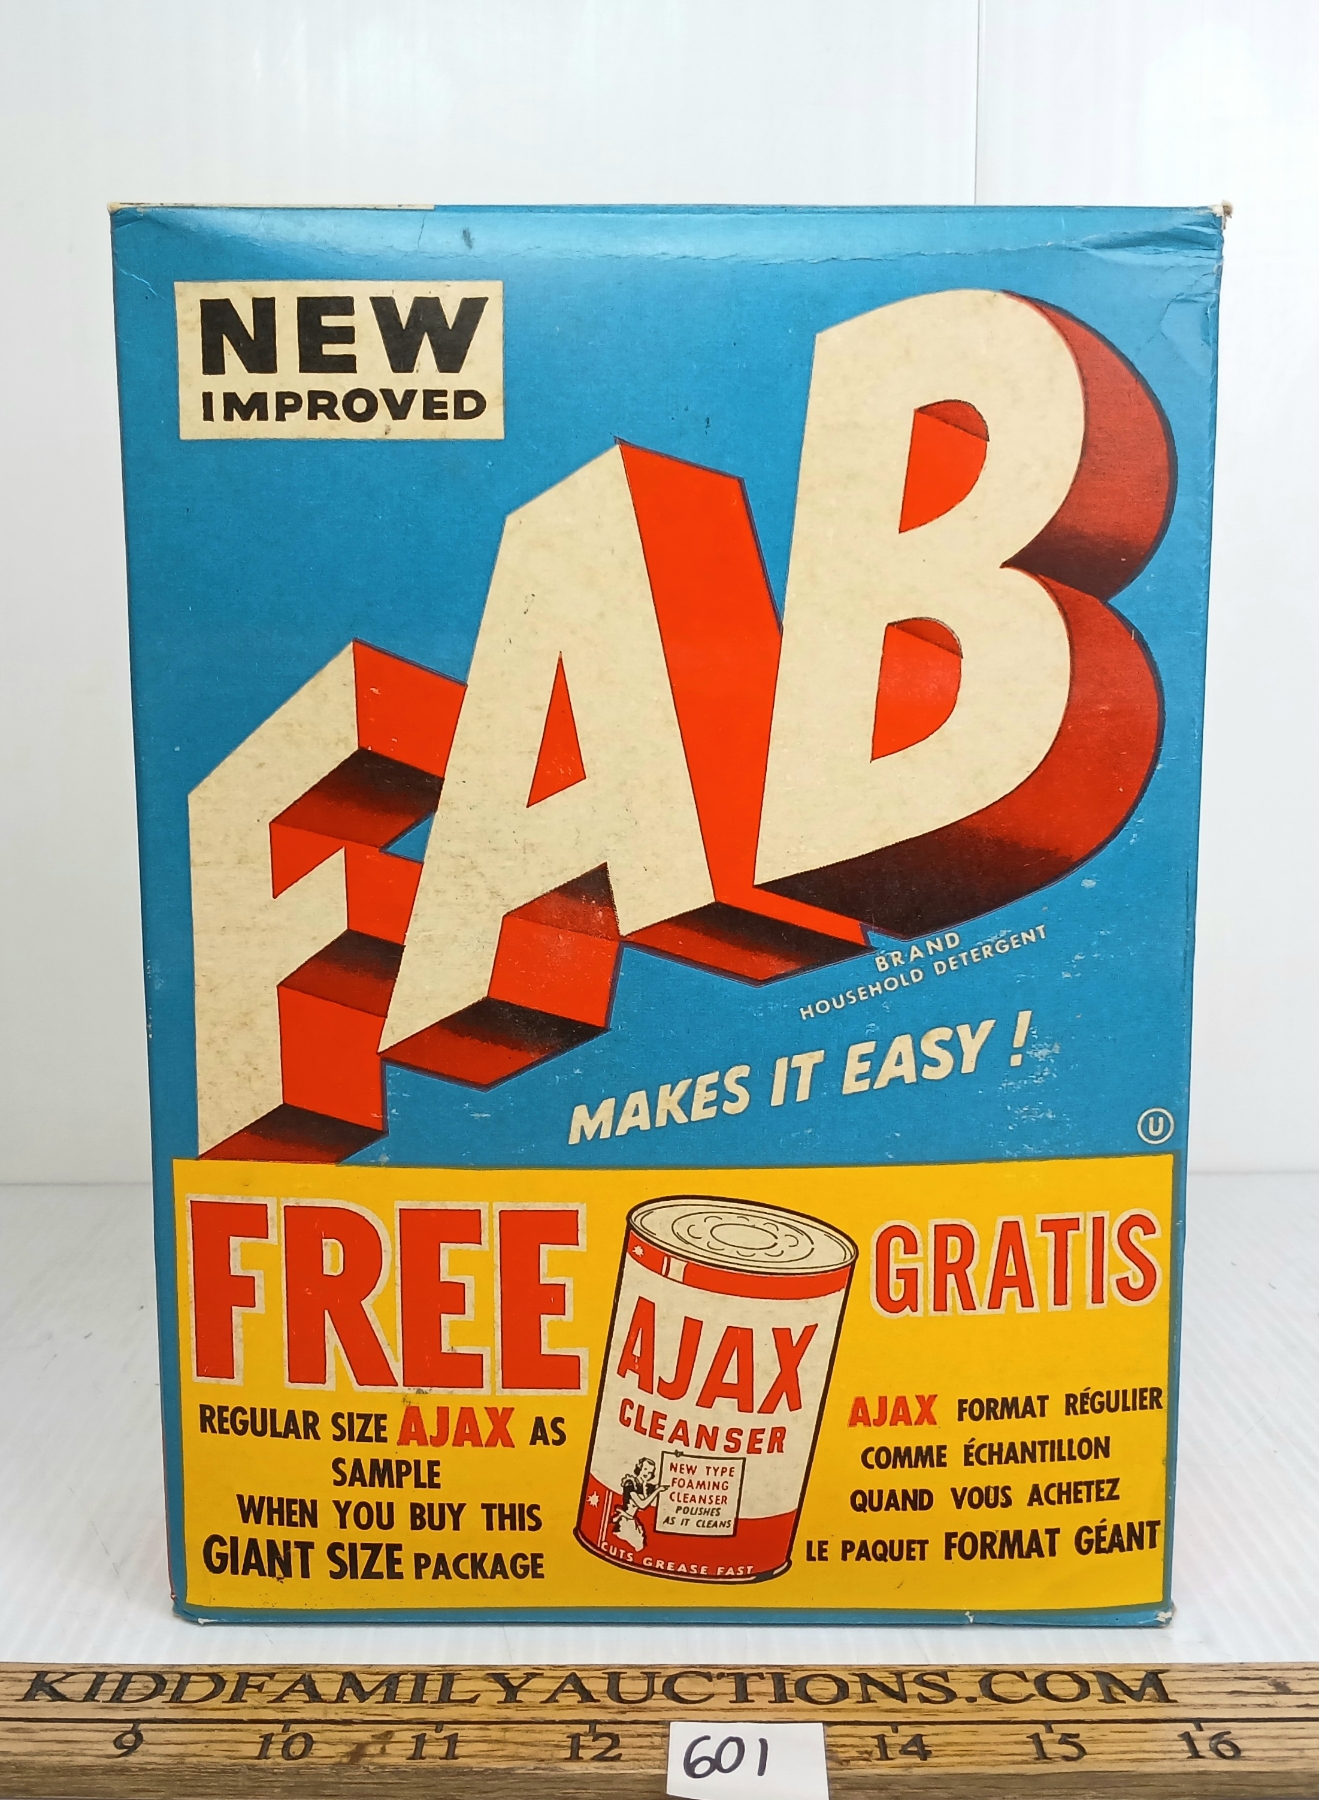 NEW
IMPROVED
FAB
BRAND
HOUSEHOLD DETERGENT
MAKES IT EASY !
U
FREE
REGULAR SIZE AJAX AS
SAMPLE
WHEN YOU BUY THIS
GIANT SIZE PACKAGE
AJAX
CLEANSER
NEW TYPE
FOAMING
CLEANSER
POLISHES
AS IT CLEANS
CUTS GREASE FAST
GRATIS
AJAX FORMAT RÉGULIER
COMME ÉCHANTILLON
QUAND VOUS ACHETEZ
LE PAQUET FORMAT GÉANT
KIDDFAMILYAUCTIONS.COM
9 10 11 12 14 15 16
601